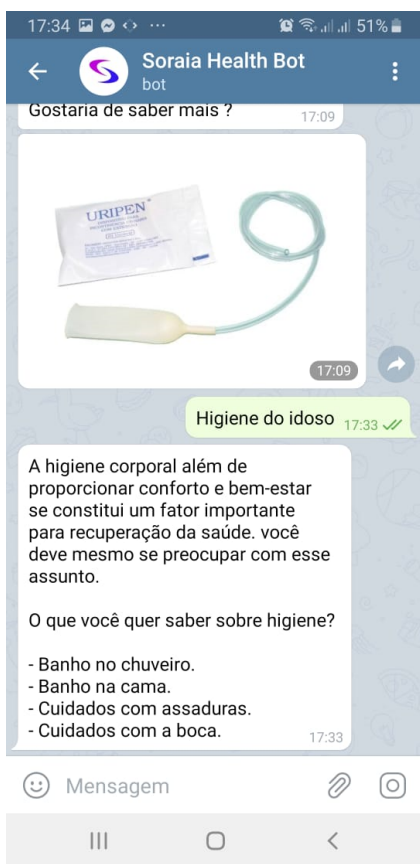 17:34 51%
Soraia Health Bot
bot
Gostaria de saber mais ?
17:09
URIPEN
17:09
Higiene do idoso 17:33
A higiene corporal além de
proporcionar conforto e bem-estar
se constitui um fator importante
para recuperação da saúde. você
deve mesmo se preocupar com esse
assunto.
O que você quer saber sobre higiene?
- Banho no chuveiro.
- Banho na cama.
- Cuidados com assaduras.
- Cuidados com a boca.
17:33
Mensagem